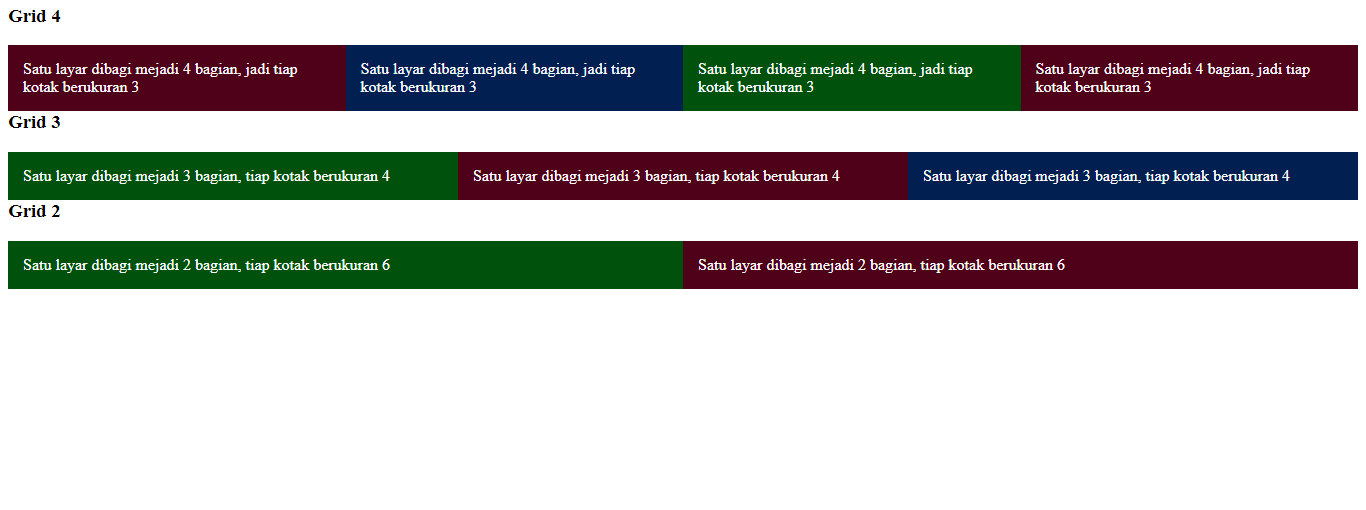 Grid 4
Satu layar dibagi mejadi 4 bagian, jadi tiap
kotak berukuran 3
Satu layar dibagi mejadi 4 bagian, jadi tiap
kotak berukuran 3
Satu layar dibagi mejadi 4 bagian, jadi tiap
kotak berukuran 3
Satu layar dibagi mejadi 4 bagian, jadi tiap
kotak berukuran 3
Grid 3
Satu layar dibagi mejadi 3 bagian, tiap kotak berukuran 4
Satu layar dibagi mejadi 3 bagian, tiap kotak berukuran 4
Satu layar dibagi mejadi 3 bagian, tiap kotak berukuran 4
Grid 2
Satu layar dibagi mejadi 2 bagian, tiap kotak berukuran 6
Satu layar dibagi mejadi 2 bagian, tiap kotak berukuran 6